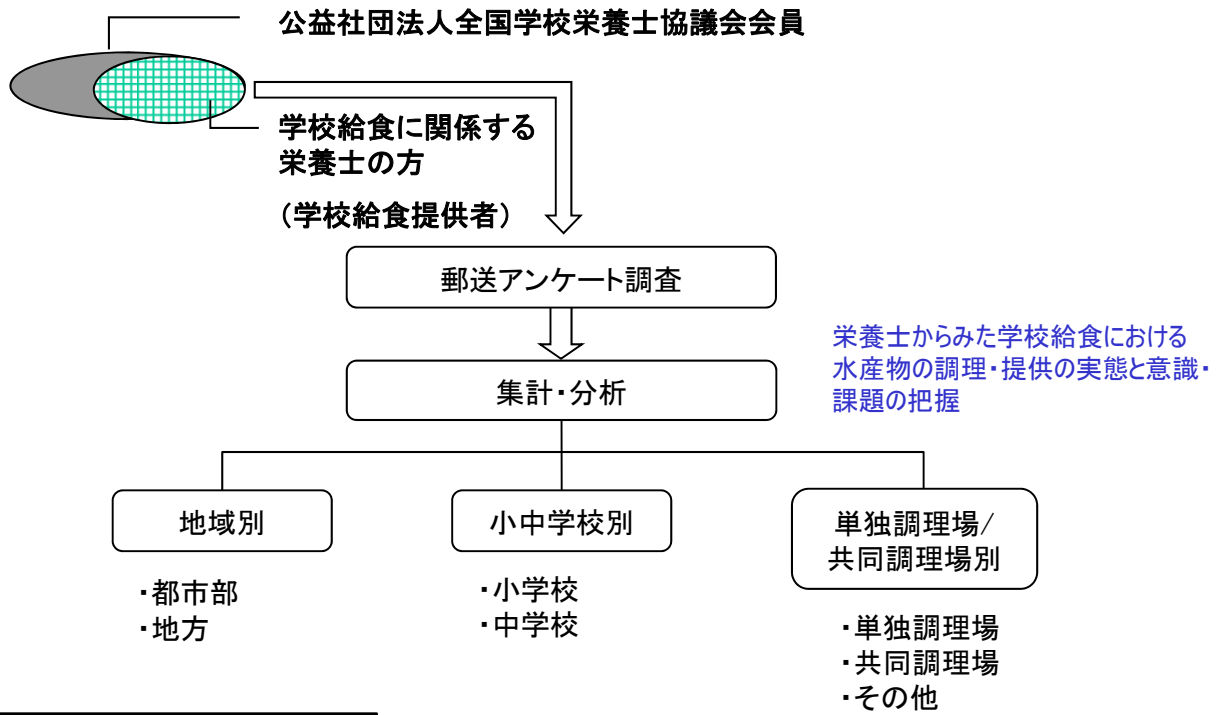 公益社団法人全国学校栄養士協議会会員
学校給食に関係する
栄養士の方
（学校給食提供者）
郵送アンケート調査
集計・分析
栄養士からみた学校給食における
水産物の調理・提供の実態と意識・
課題の把握
地域別
・都市部
・地方
小中学校別
・小学校
・中学校
単独調理場/
共同調理場別
・単独調理場
・共同調理場
・その他